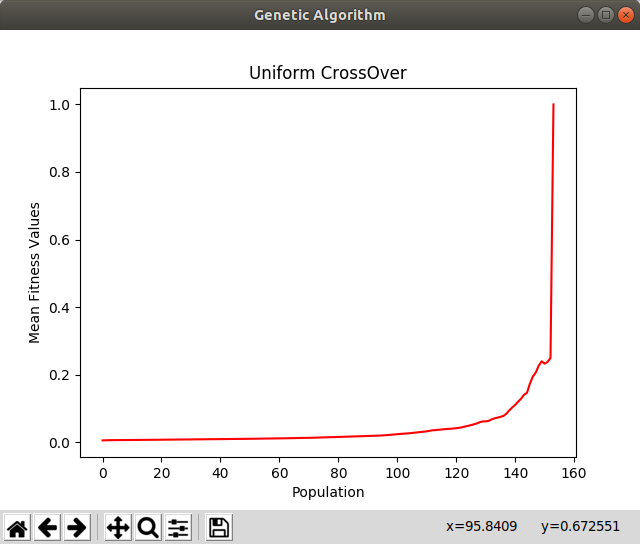 Genetic Algorithm
Uniform CrossOver
1.0
0.8
0.6
0.4
0.2
0.0
Mean Fitness Values
0 20 40 60 80 100 120 140 160
Population
x=95.8409 y=0.672551